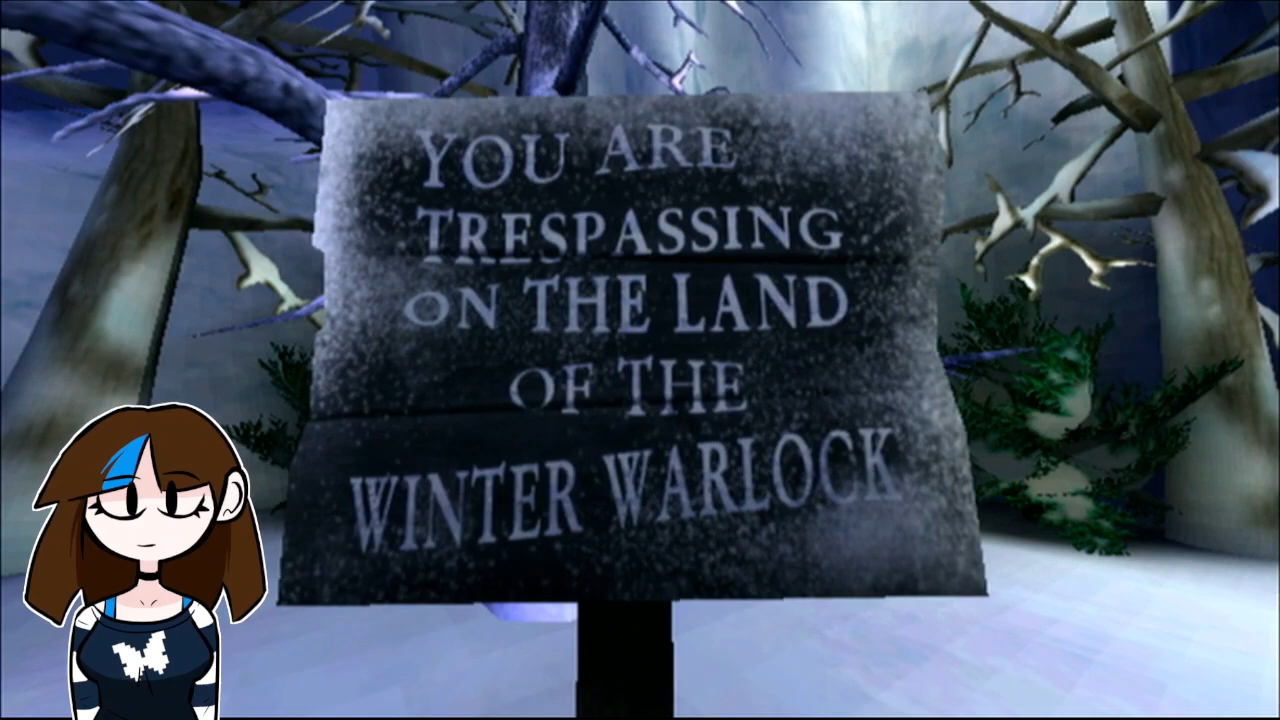 YOU ARE
TRESPASSING
ON THE LAND
OF THE
WINTER WARLOCK